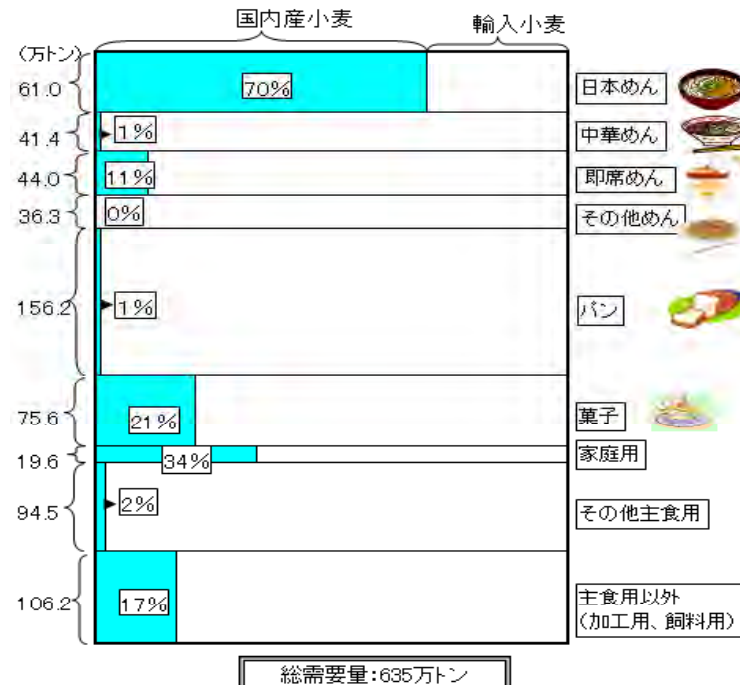 国内産小麦
輸入小麦
(万トン)
61.0
70%
日本めん
41.4
1%
中華めん
44.0
11%
即席めん
36.3
0%
その他めん
156.2
1%
パン
75.6
21%
菓子
19.6
34%
家庭用
94.5
2%
その他主食用
106.2
17%
主食用以外
(加工用、飼料用)
総需要量:635万トン